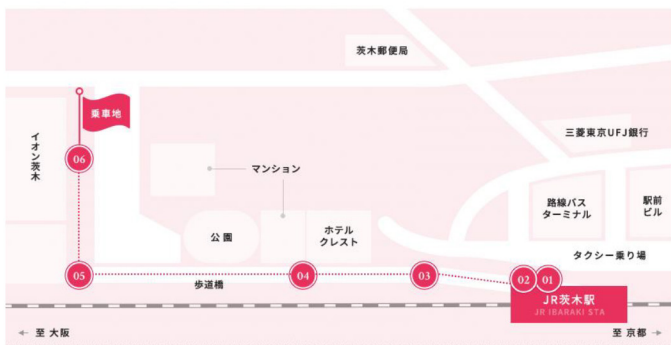 茨木郵便局
乗車地
イオン茨木
06
三菱東京UFJ銀行
マンション
路線バス
ターミナル
駅前
ビル
公園
ホテル
クレスト
タクシー乗り場
05
04
03
02
01
歩道橋
JR茨木駅
JR IBARAKI STA
← 至 大阪
至 京都 →